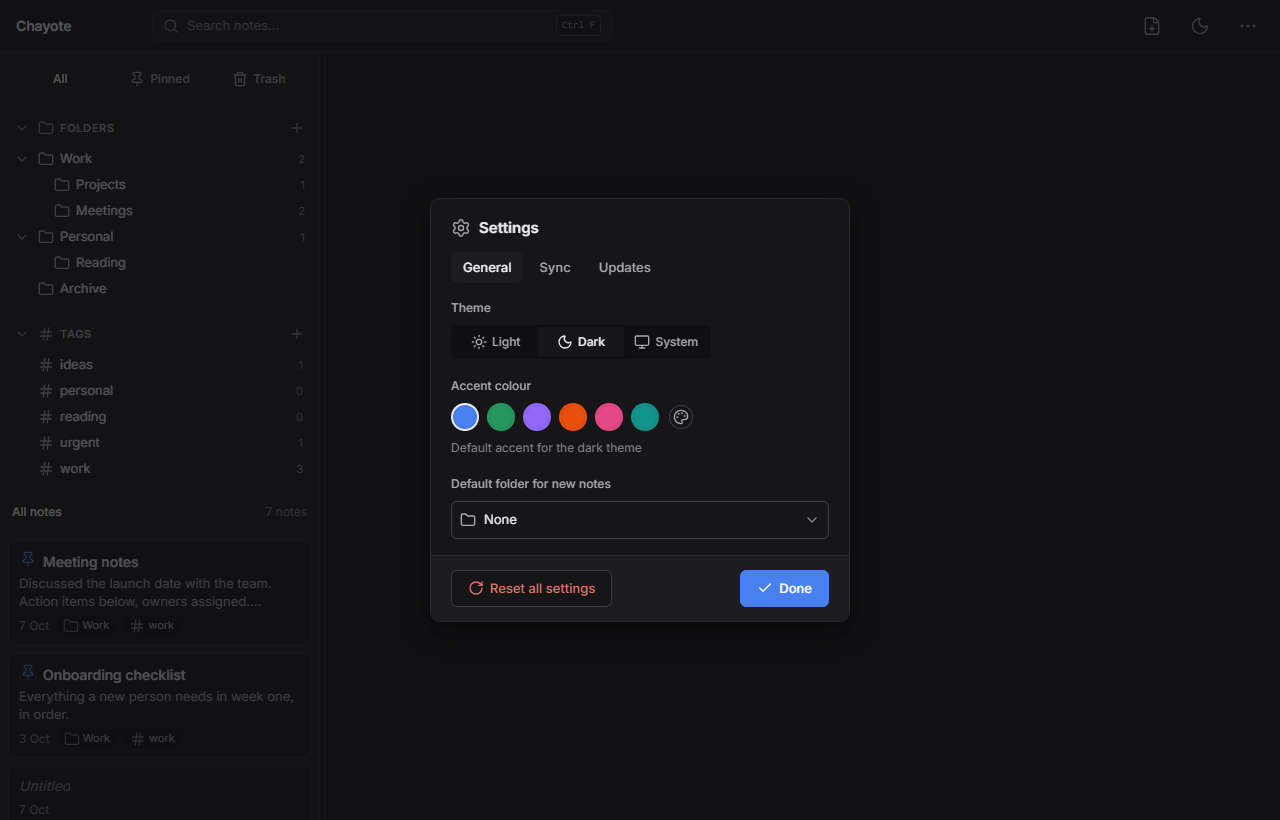 Chayote
Search notes...
Ctrl F
All
Pinned
Trash
FOLDERS
Work 2
Projects 1
Meetings 2
Personal 1
Reading
Archive
TAGS
ideas 1
personal 0
reading 0
urgent 1
work 3
All notes 7 notes
Meeting notes
Discussed the launch date with the team.
Action items below, owners assigned....
7 Oct Work work
Onboarding checklist
Everything a new person needs in week one,
in order.
3 Oct Work work
Untitled
7 Oct
Settings
General Sync Updates
Theme
Light Dark System
Accent colour
Default accent for the dark theme
Default folder for new notes
None
Reset all settings
Done